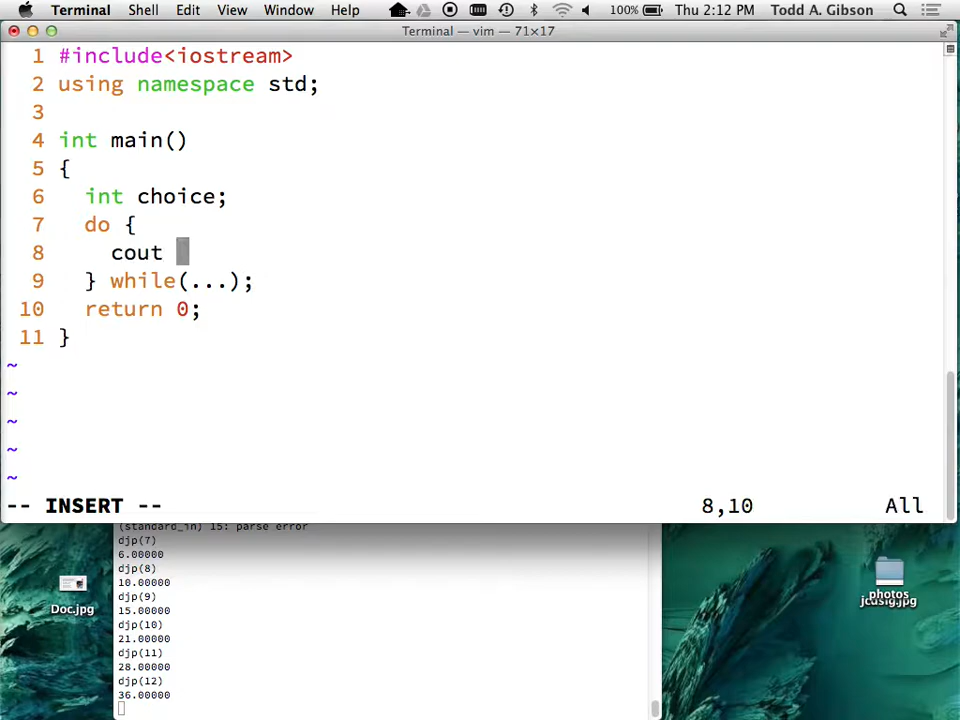 Terminal Shell Edit View Window Help 100% Thu 2:12 PM Todd A. Gibson
Terminal — vim — 71×17
1 #include<iostream>
2 using namespace std;
3
4 int main()
5 {
6   int choice;
7   do {
8     cout
9   } while(...);
10   return 0;
11 }
~
~
~
~
~
-- INSERT -- 8,10 All
(standard_in) 15: parse error
djp(7)
6.00000
djp(8)
10.00000
djp(9)
15.00000
djp(10)
21.00000
djp(11)
28.00000
djp(12)
36.00000
Doc.jpg
photos